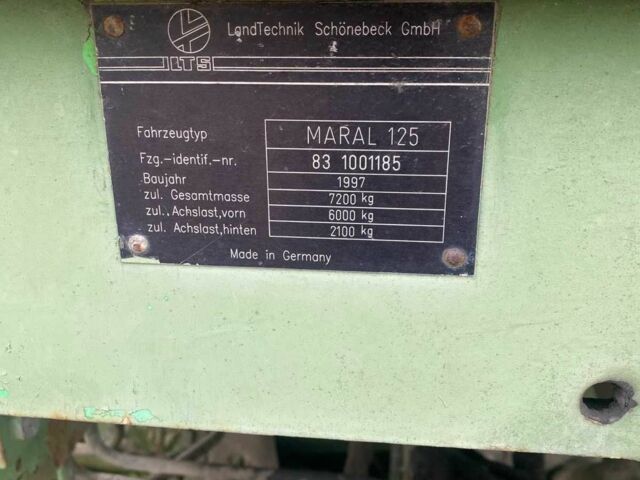 LandTechnik Schönebeck GmbH
LTS
Fahrzeugtyp MARAL 125
Fzg.-identif.-nr. 83 1001185
Baujahr 1997
zul. Gesamtmasse 7200 kg
zul. Achslast,vorn 6000 kg
zul. Achslast,hinten 2100 kg
Made in Germany